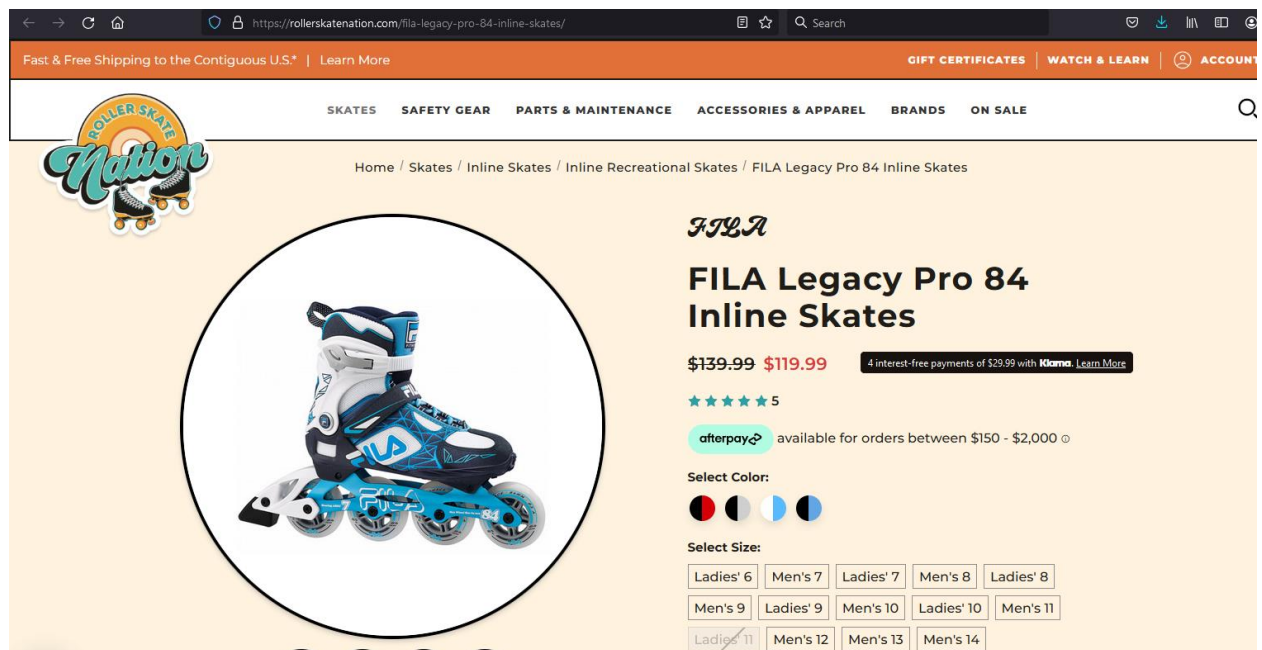 https://rollerskatenation.com/fila-legacy-pro-84-inline-skates/
Search
Fast & Free Shipping to the Contiguous U.S.* | Learn More
GIFT CERTIFICATES | WATCH & LEARN | ACCOUNT
ROLLER SKATE
Nation
SKATES SAFETY GEAR PARTS & MAINTENANCE ACCESSORIES & APPAREL BRANDS ON SALE
Home / Skates / Inline Skates / Inline Recreational Skates / FILA Legacy Pro 84 Inline Skates
FILA
FILA Legacy Pro 84
Inline Skates
$139.99 $119.99
4 interest-free payments of $29.99 with Klarna. Learn More
5
afterpay available for orders between $150 - $2,000
Select Color:
Select Size:
Ladies' 6 Men's 7 Ladies' 7 Men's 8 Ladies' 8
Men's 9 Ladies' 9 Men's 10 Ladies' 10 Men's 11
Ladies' 11 Men's 12 Men's 13 Men's 14
FILA
FILA
FILA
84